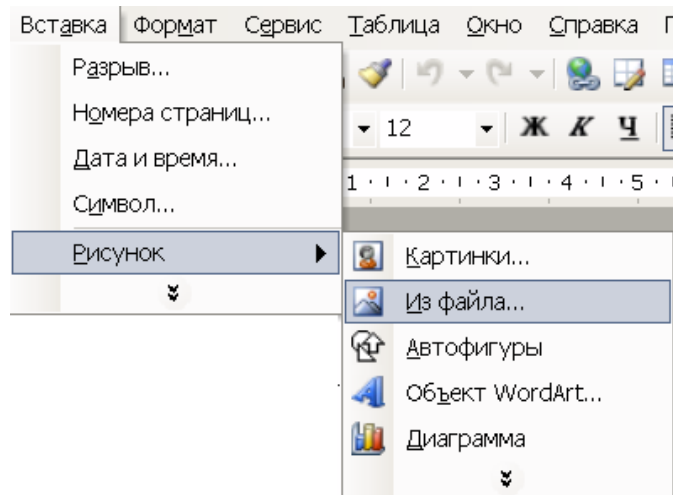 Вставка Формат Сервис Таблица Окно Справка
Разрыв...
Номера страниц...
12 Ж К Ч
Дата и время...
1 · 2 · 3 · 4 · 5 ·
Символ...
Рисунок
Картинки...
Из файла...
Автофигуры
Объект WordArt...
Диаграмма